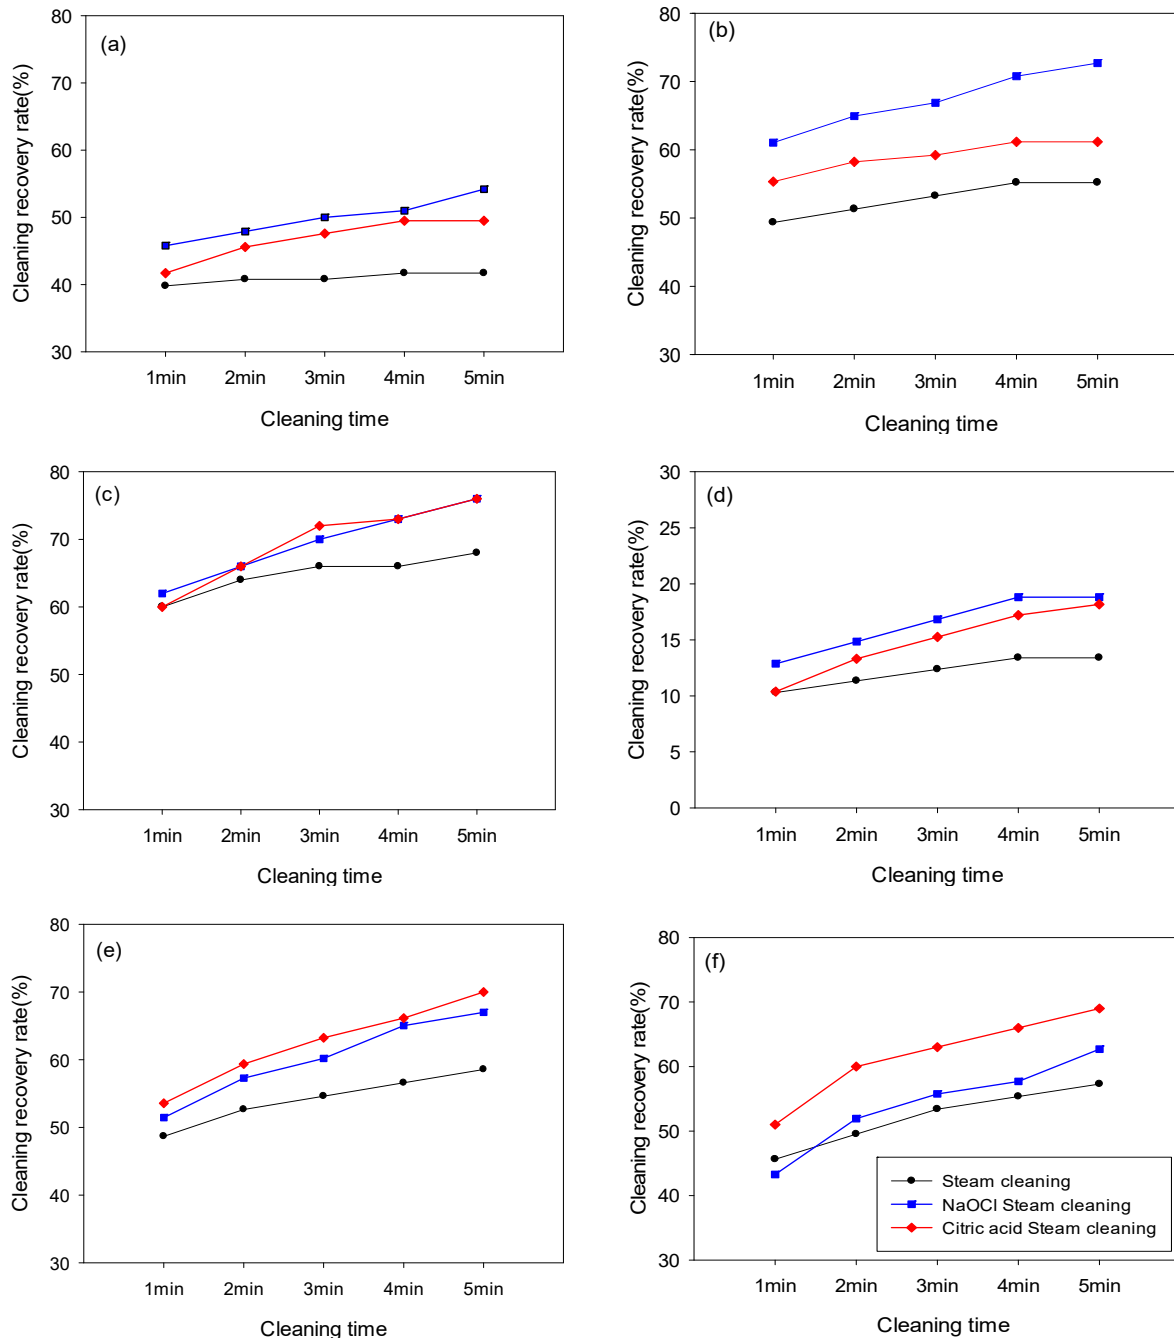 (a)
Cleaning recovery rate(%)
80
70
60
50
40
30
1min 2min 3min 4min 5min
Cleaning time
(b)
Cleaning recovery rate(%)
80
70
60
50
40
30
1min 2min 3min 4min 5min
Cleaning time
(c)
Cleaning recovery rate(%)
80
70
60
50
40
30
1min 2min 3min 4min 5min
Cleaning time
(d)
Cleaning recovery rate(%)
30
25
20
15
10
5
0
1min 2min 3min 4min 5min
Cleaning time
(e)
Cleaning recovery rate(%)
80
70
60
50
40
30
1min 2min 3min 4min 5min
Cleaning time
(f)
Cleaning recovery rate(%)
80
70
60
50
40
30
Steam cleaning
NaOCl Steam cleaning
Citric acid Steam cleaning
1min 2min 3min 4min 5min
Cleaning time